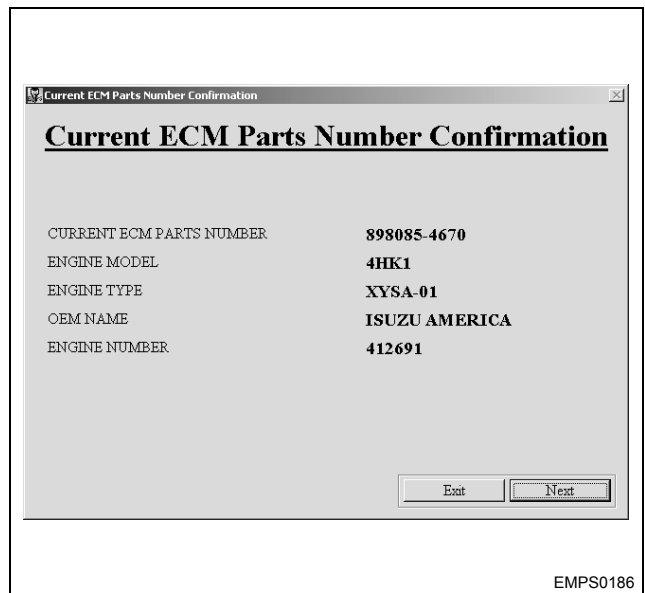 Current ECM Parts Number Confirmation
Current ECM Parts Number Confirmation
CURRENT ECM PARTS NUMBER 898085-4670
ENGINE MODEL 4HK1
ENGINE TYPE XYSA-01
OEM NAME ISUZU AMERICA
ENGINE NUMBER 412691
Exit Next
EMPS0186